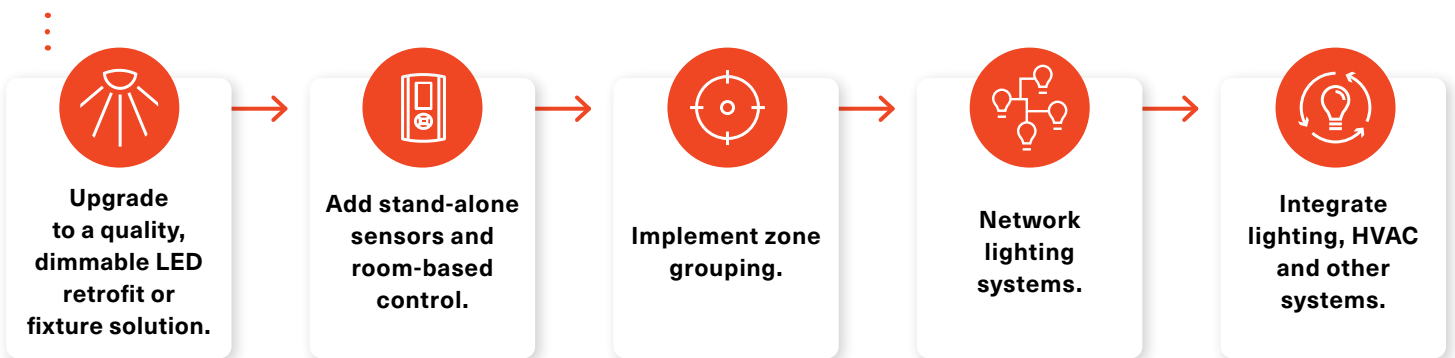 Upgrade
to a quality,
dimmable LED
retrofit or
fixture solution.
Add stand-alone
sensors and
room-based
control.
Implement zone
grouping.
Network
lighting
systems.
Integrate
lighting, HVAC
and other
systems.